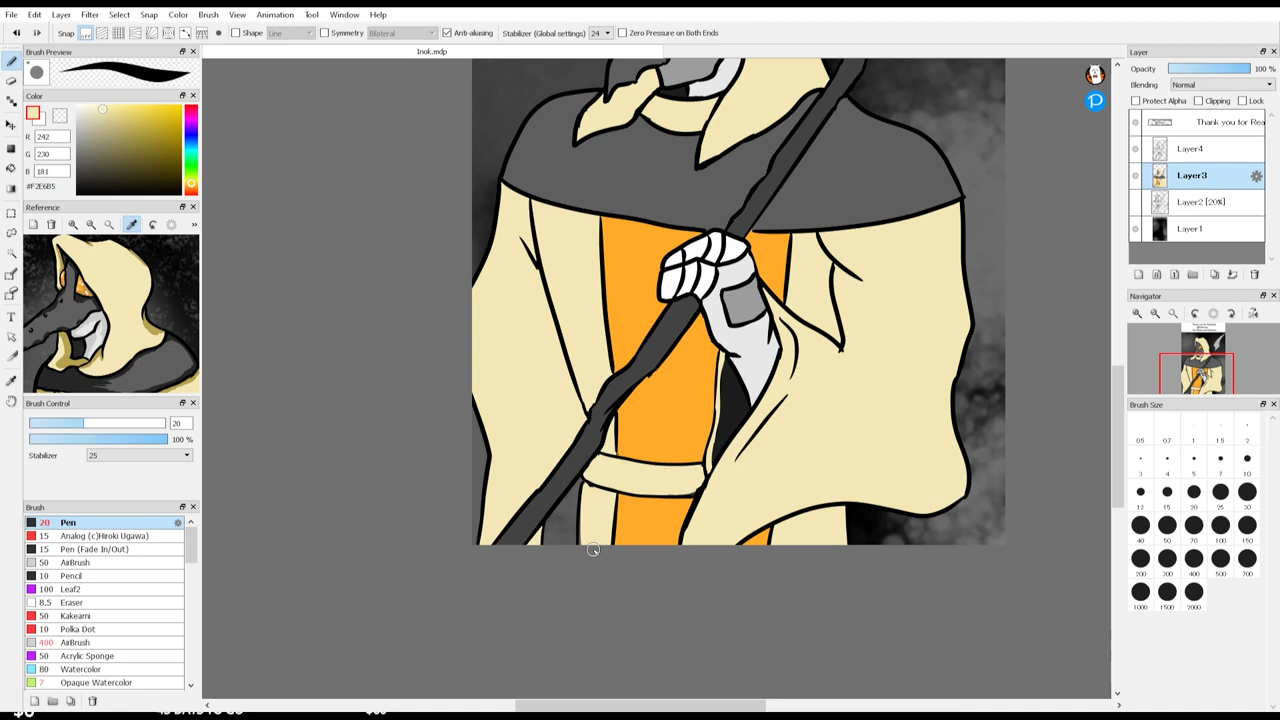 File Edit Layer Filter Select Snap Color Brush View Animation Tool Window Help
Snap OFF Shape Line Symmetry Bilateral Anti-aliasing Stabilizer (Global settings) 24 Zero Pressure on Both Ends
Inok.mdp
Brush Preview
Color
R 242
G 230
B 181
#F2E6B5
Reference
Brush Control
20
100 %
Stabilizer 25
Brush
20 Pen
15 Analog (c)Hiroki Ugawa)
15 Pen (Fade In/Out)
50 AirBrush
10 Pencil
100 Leaf2
8.5 Eraser
50 Kakeami
10 Polka Dot
400 AirBrush
50 Acrylic Sponge
80 Watercolor
7 Opaque Watercolor
Layer
Opacity 100 %
Blending Normal
Protect Alpha Clipping Lock
Thank you for Rea
Layer4
Layer3
Layer2 [20%]
Layer1
Navigator
Brush Size
0.5 0.7 1 1.5 2
3 4 5 7 10
12 15 20 25 30
40 50 70 100 150
200 300 400 500 700
1000 1500 2000